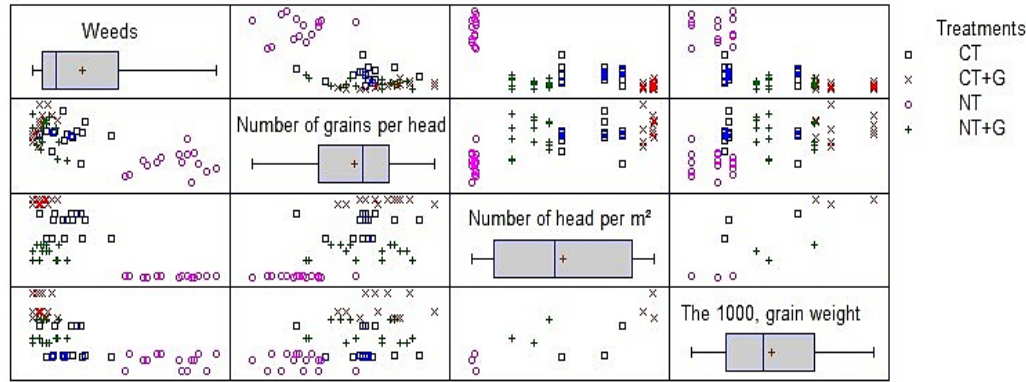 Weeds
Number of grains per head
Number of head per m²
The 1000, grain weight
Treatments
CT
CT+G
NT
NT+G